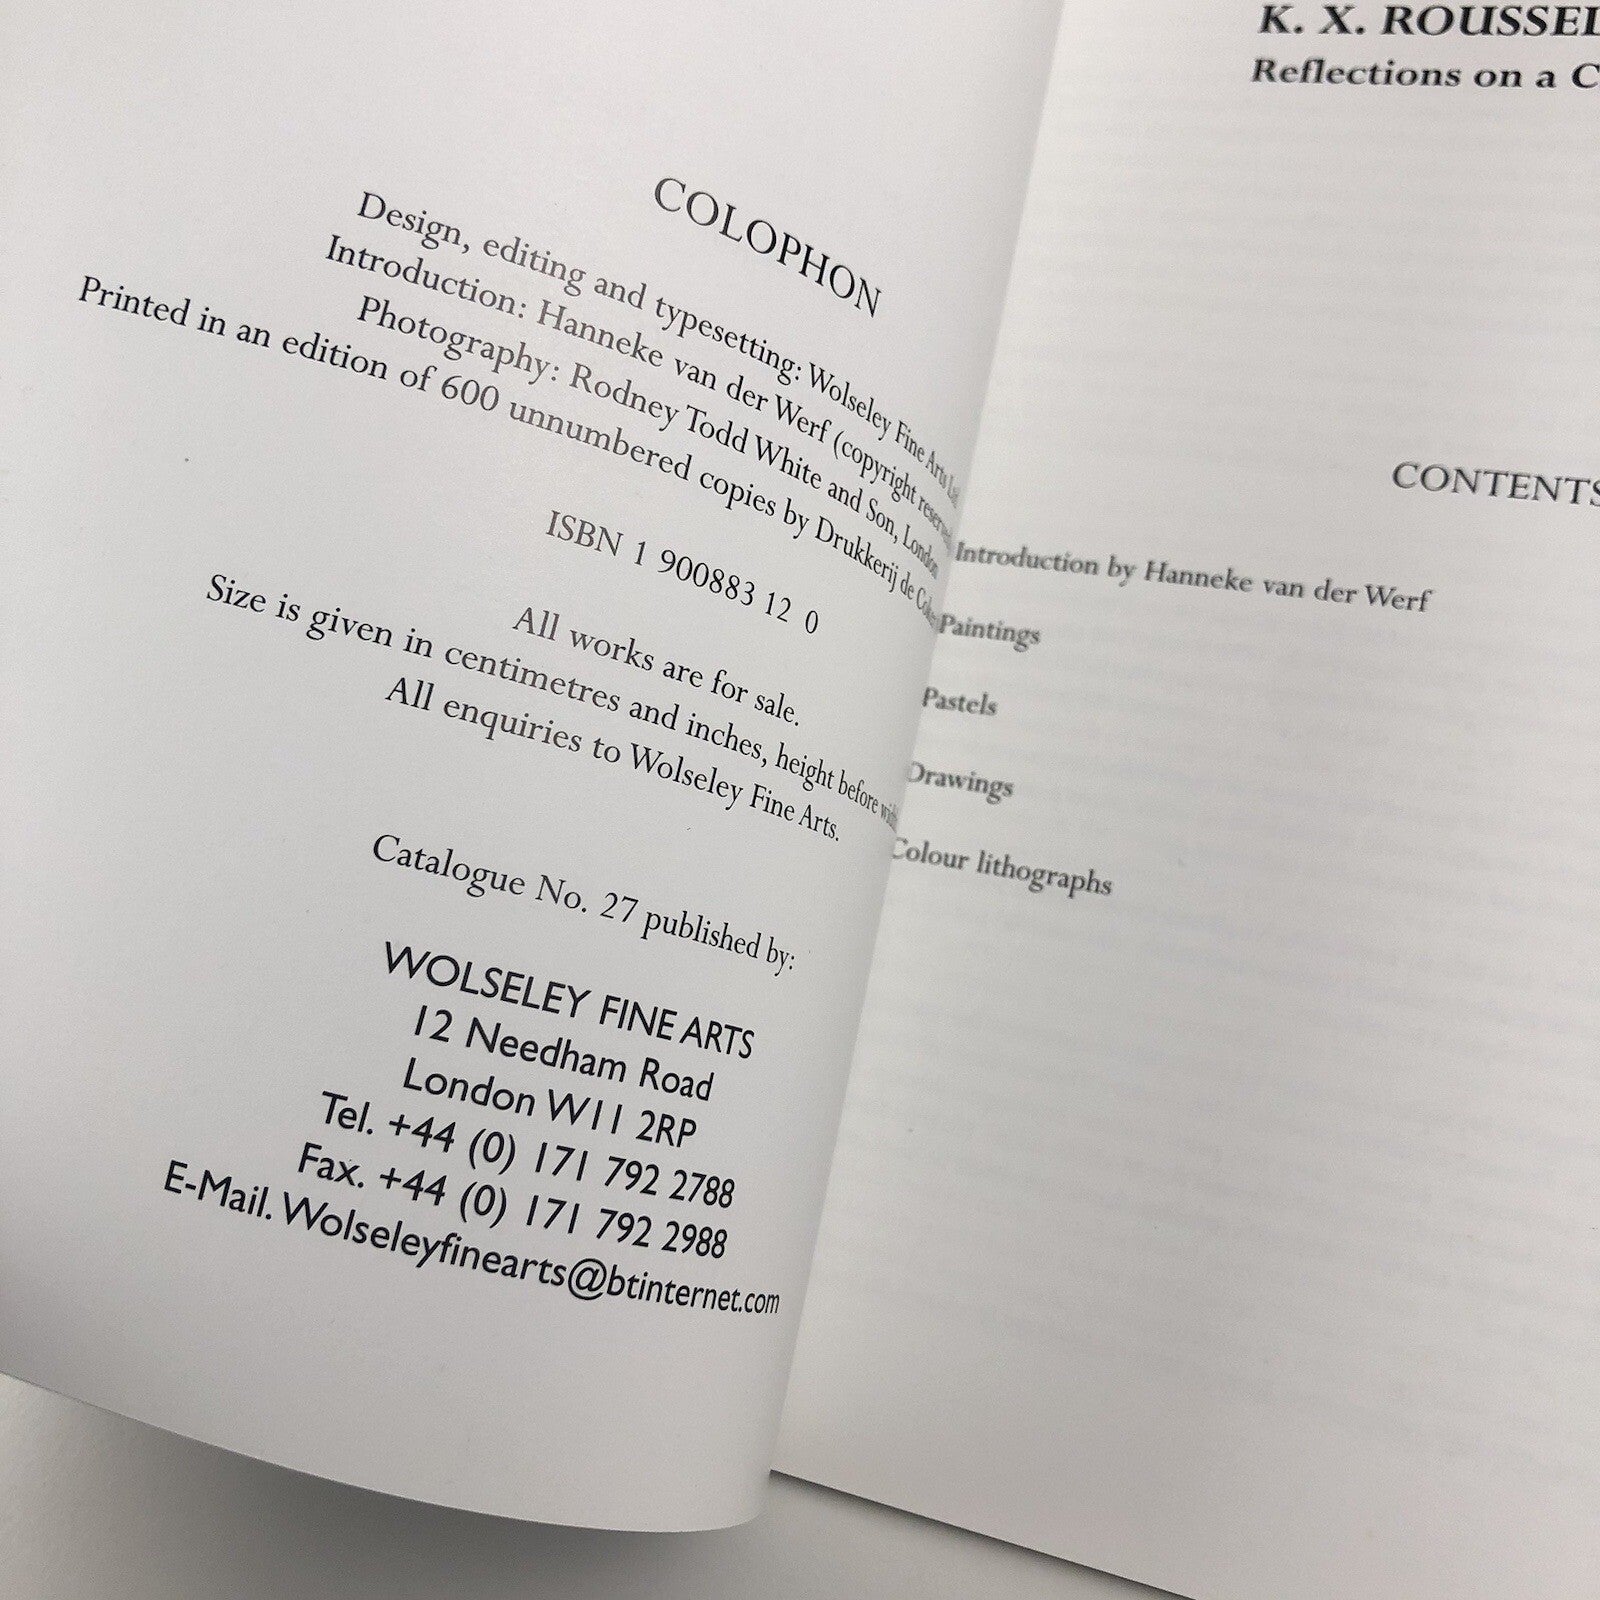 COLOPHON
Design, editing and typesetting: Wolseley Fine Arts Ltd.
Introduction: Hanneke van der Werf (copyright
Photography: Rodney Todd White and Son, London
Printed in an edition of 600 unnumbered copies by Drukkerij de
ISBN 1 900883 12 0
All works are for sale.
Size is given in centimetres and inches, height before
All enquiries to Wolseley Fine Arts.
Catalogue No. 27 published by:
WOLSELEY FINE ARTS
12 Needham Road
London W11 2RP
Tel. +44 (0) 171 792 2788
Fax. +44 (0) 171 792 2988
E-Mail. Wolseleyfinearts@btinternet.com
K. X. ROUSSEL
Reflections on a C
CONTENTS
Introduction by Hanneke van der Werf
Paintings
Pastels
Drawings
Colour lithographs